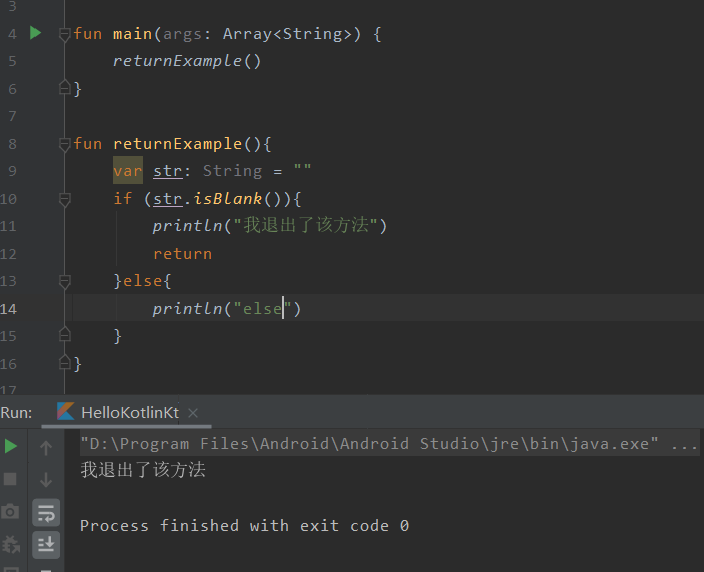 3
4 fun main(args: Array<String>) {
5 returnExample()
6 }
7
8 fun returnExample(){
9 var str: String = ""
10 if (str.isBlank()){
11 println("我退出了该方法")
12 return
13 }else{
14 println("else")
15 }
16 }
17
Run: HelloKotlinKt ×
"D:\Program Files\Android\Android Studio\jre\bin\java.exe" ...
我退出了该方法
Process finished with exit code 0